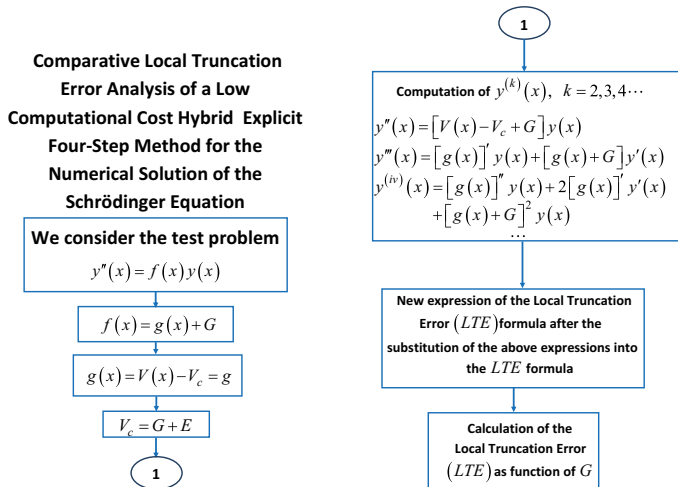 Comparative Local Truncation
Error Analysis of a Low
Computational Cost Hybrid Explicit
Four-Step Method for the
Numerical Solution of the
Schrödinger Equation
We consider the test problem
y″(x) = f(x)y(x)
f(x) = g(x) + G
g(x) = V(x) − V_c = g
V_c = G + E
1
1
Computation of y^(k)(x), k = 2,3,4⋯
y″(x) = [V(x) − V_c + G]y(x)
y‴(x) = [g(x)]′ y(x) + [g(x) + G]y′(x)
y^(iv)(x) = [g(x)]″ y(x) + 2[g(x)]′ y′(x)
+[g(x) + G]² y(x)
⋯
New expression of the Local Truncation
Error (LTE) formula after the
substitution of the above expressions into
the LTE formula
Calculation of the
Local Truncation Error
(LTE) as function of G